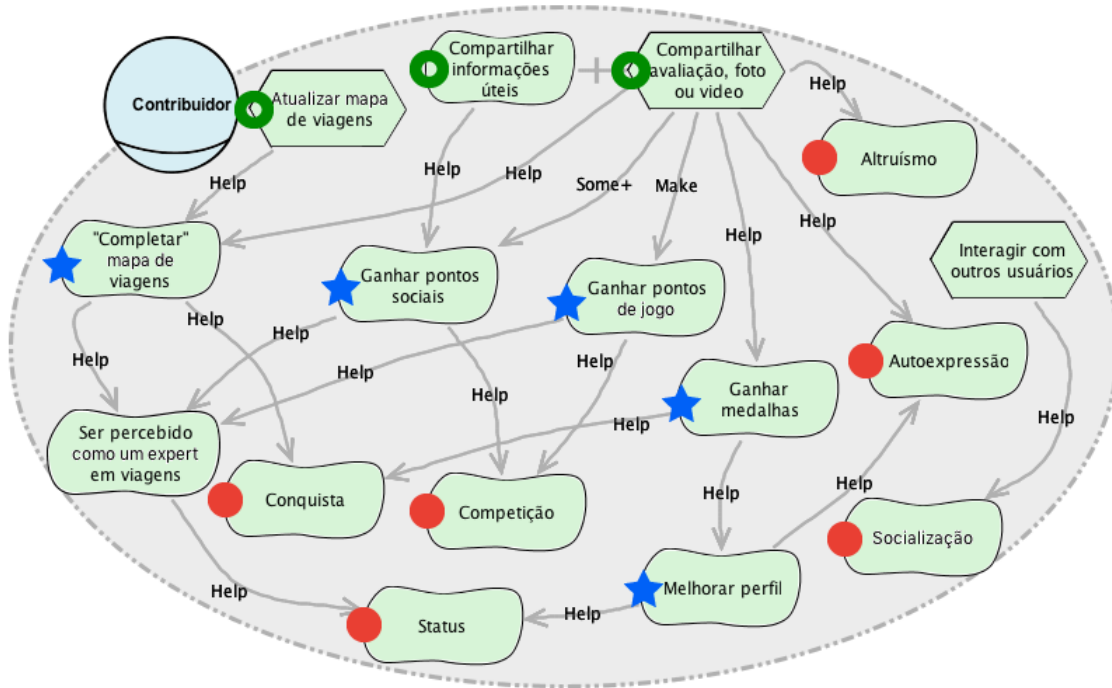 Compartilhar
informações
úteis
Compartilhar
avaliação, foto
ou video
Help
Contribuidor
Atualizar mapa
de viagens
Altruísmo
Help
Help
Help
Some+
Make
Help
Help
"Completar"
mapa de
viagens
Ganhar pontos
sociais
Ganhar pontos
de jogo
Interagir com
outros usuários
Help
Help
Help
Help
Help
Help
Ganhar
medalhas
Autoexpressão
Help
Help
Ser percebido
como um expert
em viagens
Conquista
Competição
Help
Help
Socialização
Help
Status
Help
Melhorar perfil